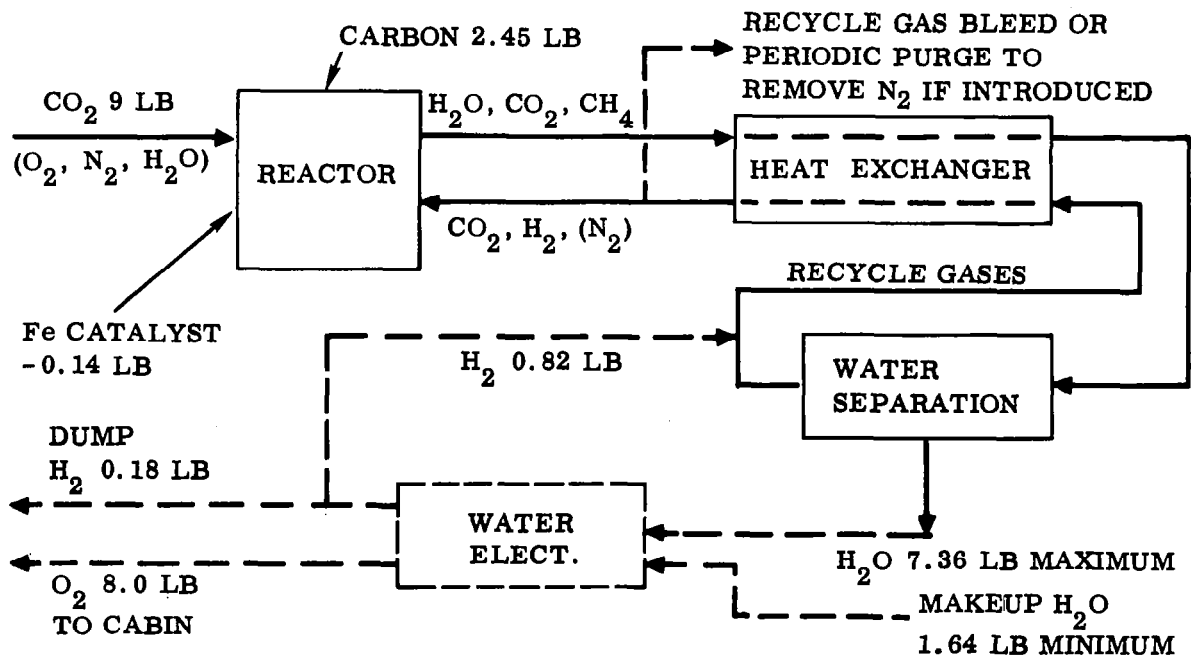 CARBON 2.45 LB
RECYCLE GAS BLEED OR
PERIODIC PURGE TO
REMOVE N₂ IF INTRODUCED
CO₂ 9 LB
(O₂, N₂, H₂O)
REACTOR
H₂O, CO₂, CH₄
CO₂, H₂, (N₂)
HEAT EXCHANGER
RECYCLE GASES
Fe CATALYST
-0.14 LB
H₂ 0.82 LB
WATER
SEPARATION
DUMP
H₂ 0.18 LB
WATER
ELECT.
O₂ 8.0 LB
TO CABIN
H₂O 7.36 LB MAXIMUM
MAKEUP H₂O
1.64 LB MINIMUM